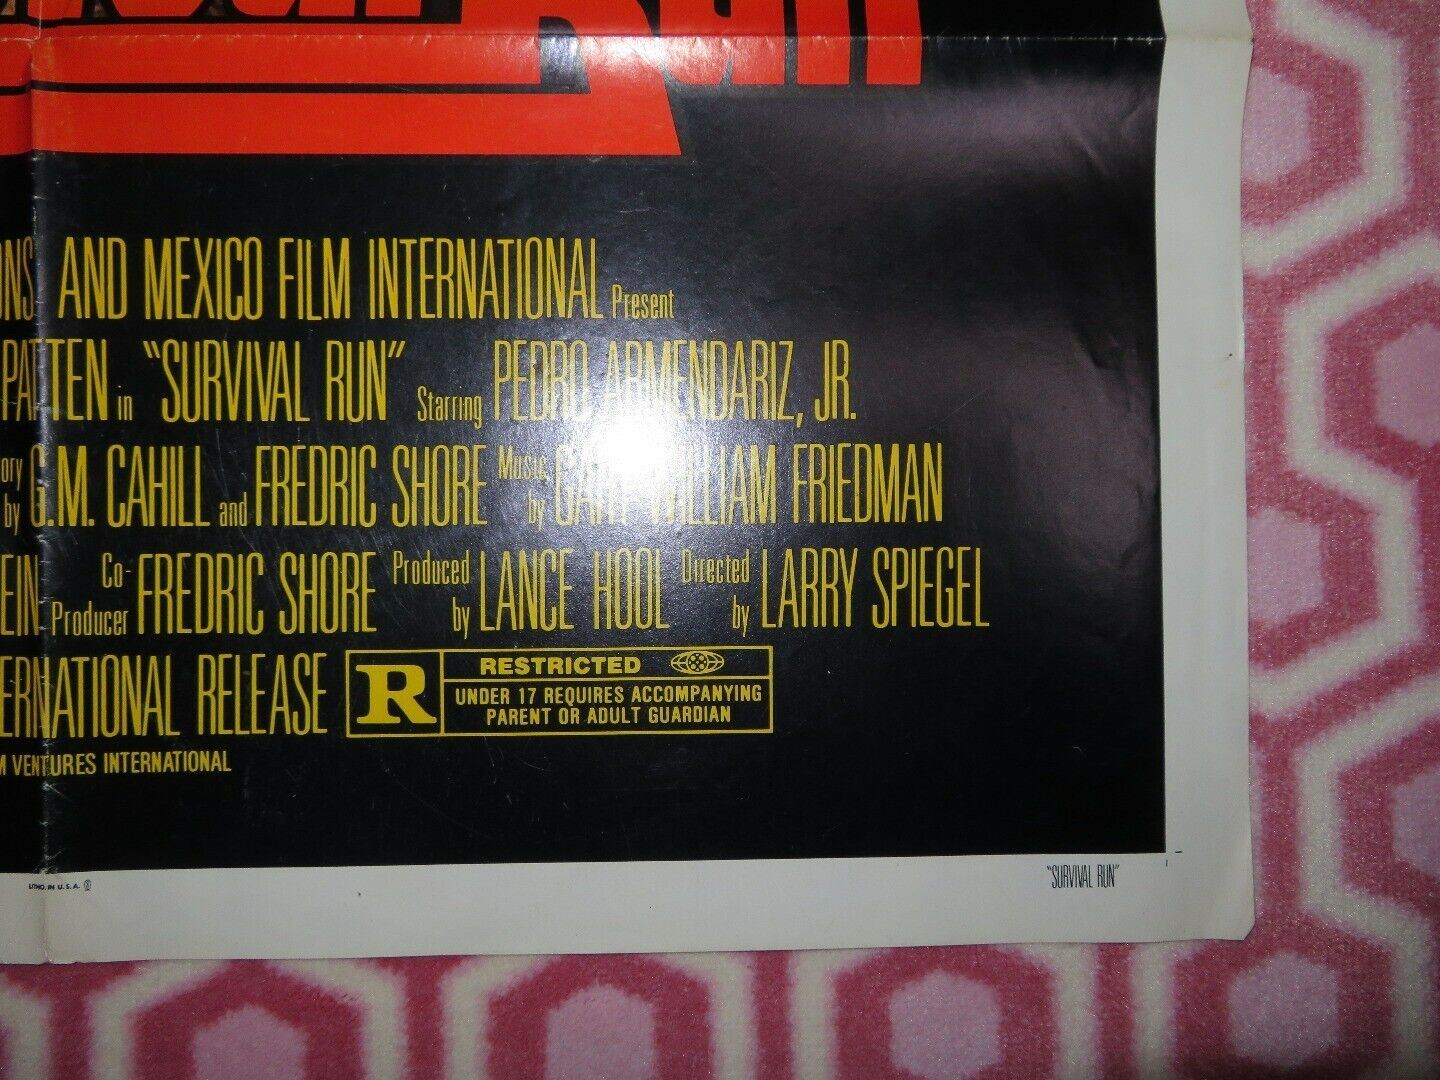 Run
AND MEXICO FILM INTERNATIONAL Present
PATTEN in "SURVIVAL RUN" Starring PEDRO ARMENDARIZ, JR.
by G.M. CAHILL and FREDRIC SHORE Music by GARY WILLIAM FRIEDMAN
Co-Producer FREDRIC SHORE Produced by LANCE HOOL Directed by LARRY SPIEGEL
ERNATIONAL RELEASE
R
RESTRICTED
UNDER 17 REQUIRES ACCOMPANYING
PARENT OR ADULT GUARDIAN
M VENTURES INTERNATIONAL
LITHO. IN U.S.A.
"SURVIVAL RUN"